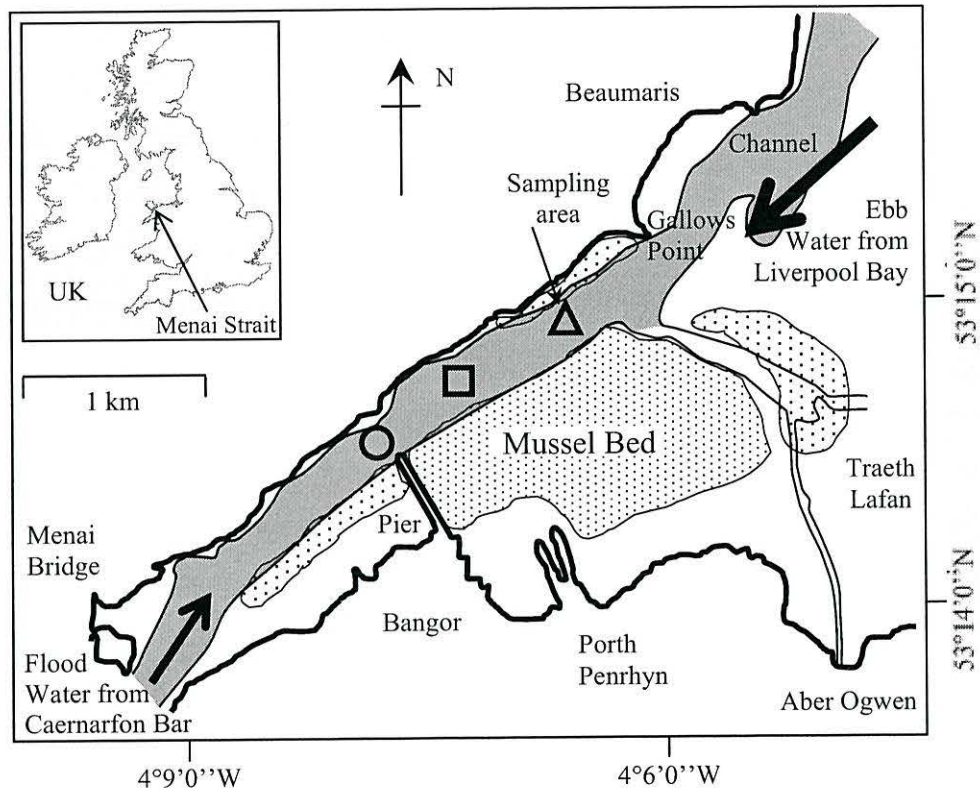 N
Beaumaris
Channel
Sampling
area
Gallows
Point
Ebb
Water from
Liverpool Bay
UK
Menai Strait
53°15'0''N
1 km
Mussel Bed
Traeth
Lafan
Pier
Menai
Bridge
Bangor
Porth
Penrhyn
53°14'0''N
Flood
Water from
Caernarfon Bar
Aber Ogwen
4°9'0''W
4°6'0''W